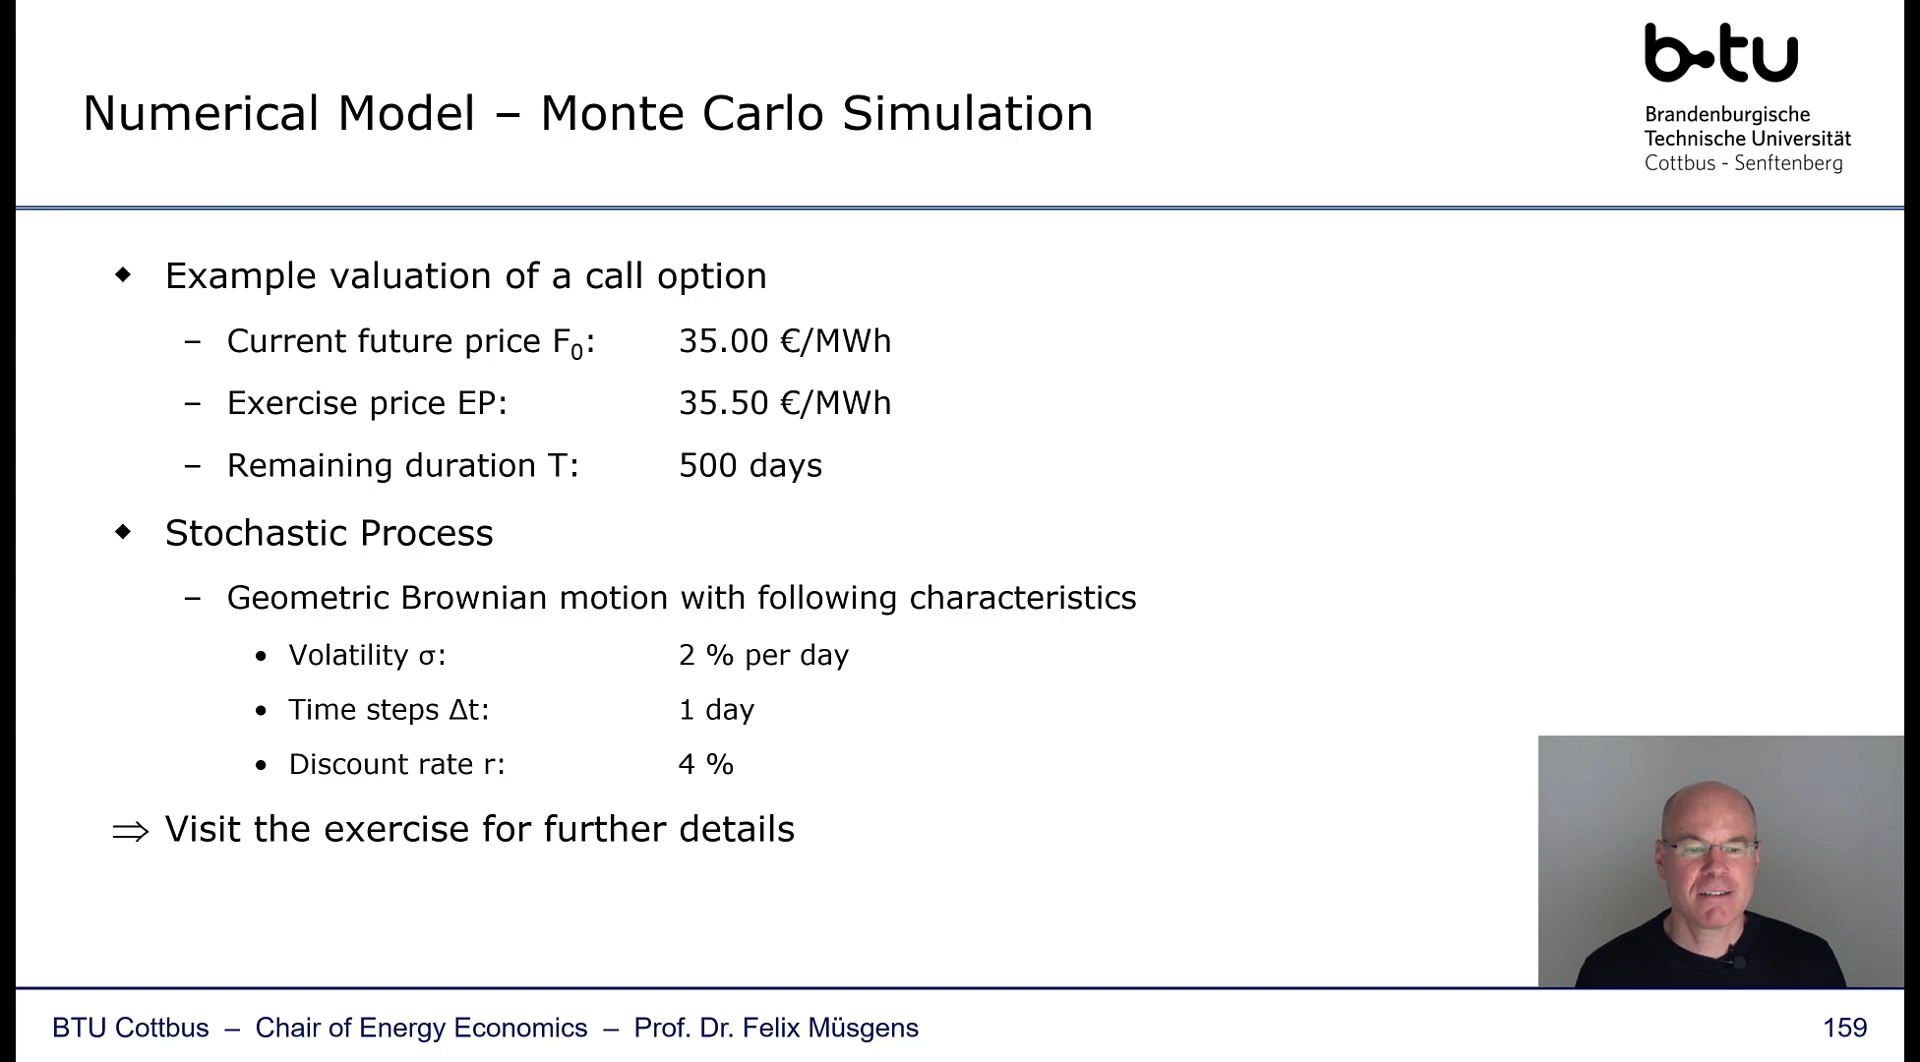 b-tu
Brandenburgische
Technische Universität
Cottbus - Senftenberg
Numerical Model – Monte Carlo Simulation
◆ Example valuation of a call option
– Current future price F₀: 35.00 €/MWh
– Exercise price EP: 35.50 €/MWh
– Remaining duration T: 500 days
◆ Stochastic Process
– Geometric Brownian motion with following characteristics
• Volatility σ: 2 % per day
• Time steps Δt: 1 day
• Discount rate r: 4 %
⇒ Visit the exercise for further details
BTU Cottbus – Chair of Energy Economics – Prof. Dr. Felix Müsgens
159